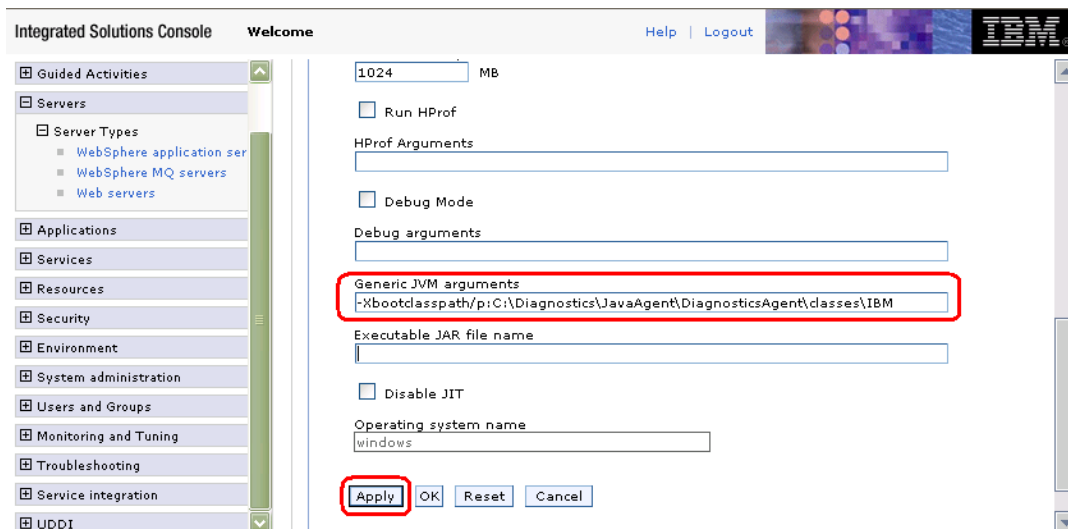 Integrated Solutions Console Welcome Help | Logout IBM
Guided Activities
Servers
Server Types
WebSphere application ser
WebSphere MQ servers
Web servers
Applications
Services
Resources
Security
Environment
System administration
Users and Groups
Monitoring and Tuning
Troubleshooting
Service integration
UDDI
1024 MB
Run HProf
HProf Arguments
Debug Mode
Debug arguments
Generic JVM arguments
-Xbootclasspath/p:C:\Diagnostics\JavaAgent\DiagnosticsAgent\classes\IBM
Executable JAR file name
Disable JIT
Operating system name
windows
Apply OK Reset Cancel